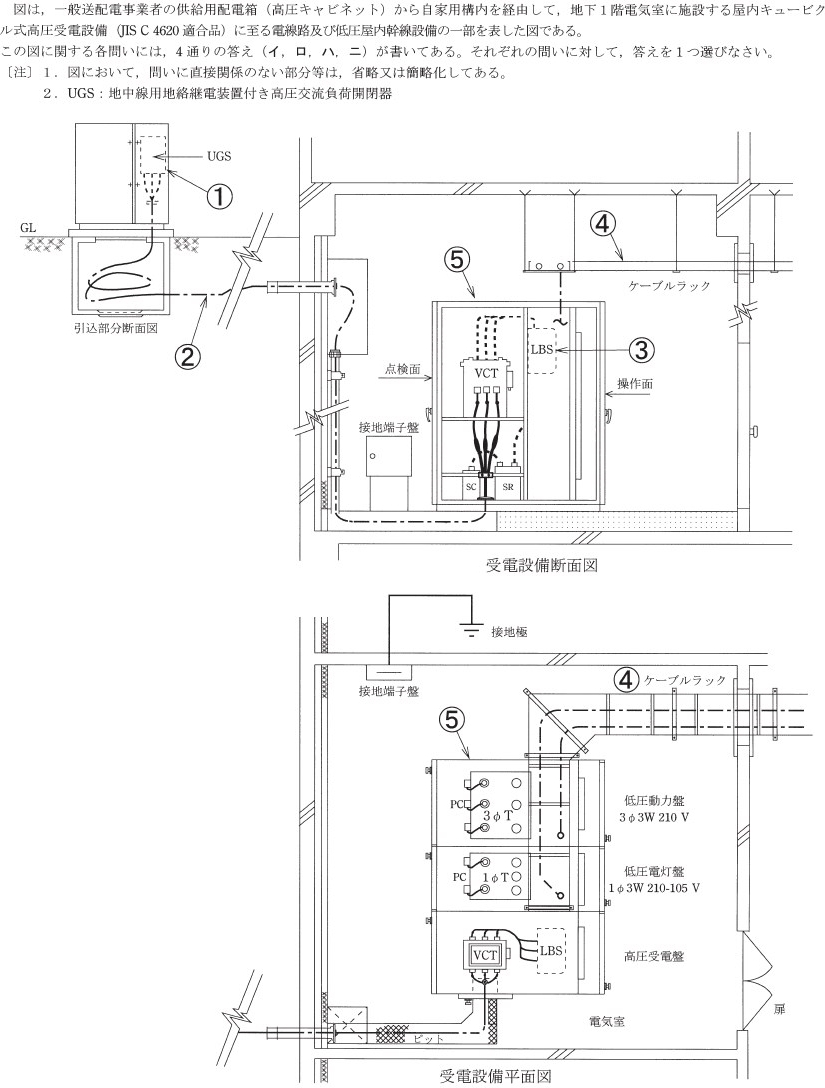 図は，一般送配電事業者の供給用配電箱（高圧キャビネット）から自家用構内を経由して，地下１階電気室に施設する屋内キュービク
ル式高圧受電設備（JIS C 4620 適合品）に至る電線路及び低圧屋内幹線設備の一部を表した図である。
この図に関する各問いには，４通りの答え（イ，ロ，ハ，ニ）が書いてある。それぞれの問いに対して，答えを１つ選びなさい。
〔注〕１．図において，問いに直接関係のない部分等は，省略又は簡略化してある。
２．UGS：地中線用地絡継電装置付き高圧交流負荷開閉器
UGS
①
GL
引込部分断面図
②
④
ケーブルラック
⑤
LBS
③
VCT
点検面
操作面
接地端子盤
SC
SR
受電設備断面図
接地極
接地端子盤
④
ケーブルラック
⑤
PC
3φT
低圧動力盤
3φ3W 210 V
PC
1φT
低圧電灯盤
1φ3W 210-105 V
VCT
LBS
高圧受電盤
扉
電気室
ピット
受電設備平面図